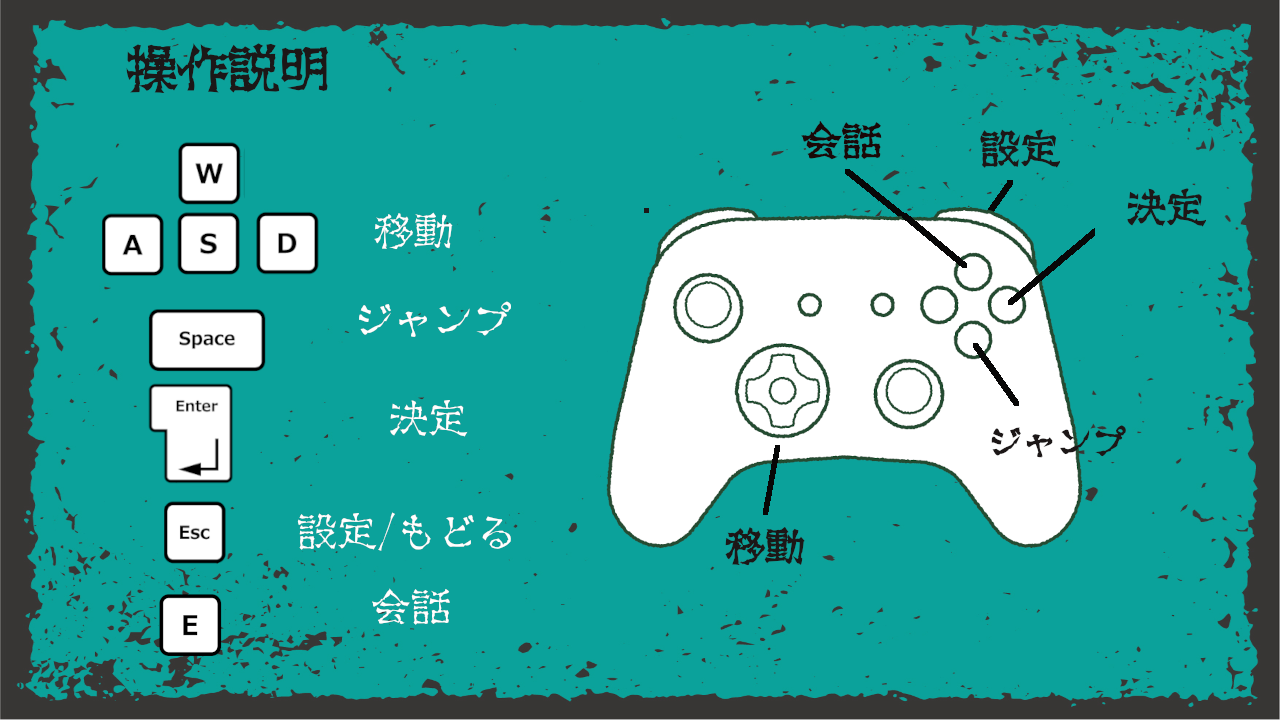 操作説明
W
A S D 移動
Space ジャンプ
Enter 決定
Esc 設定/もどる
E 会話
会話
設定
決定
ジャンプ
移動